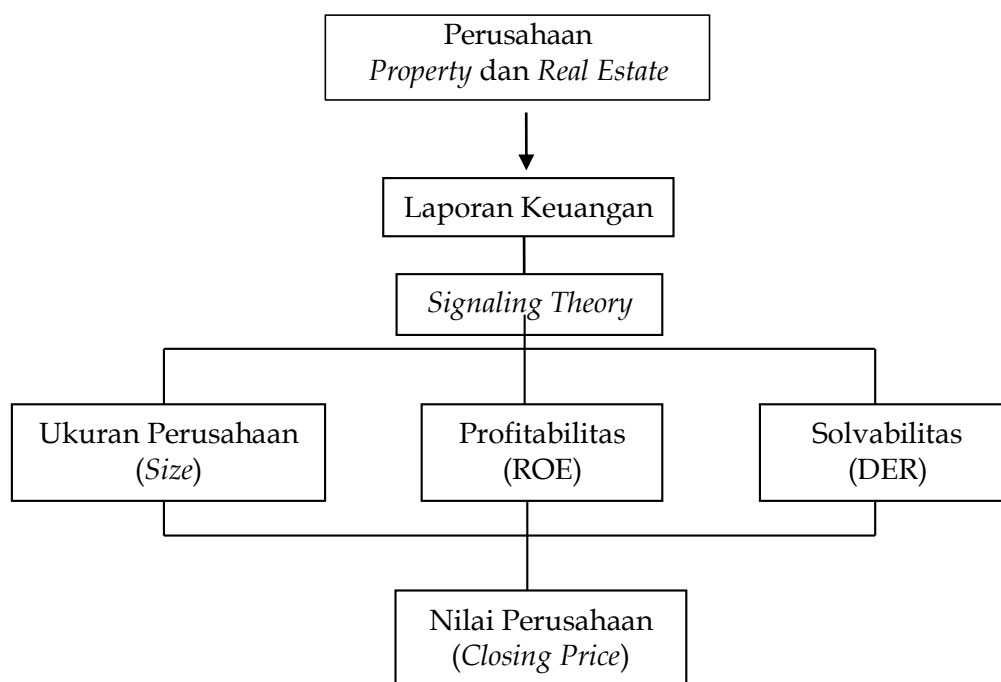 Perusahaan
Property dan Real Estate
Laporan Keuangan
Signaling Theory
Ukuran Perusahaan
(Size)
Profitabilitas
(ROE)
Solvabilitas
(DER)
Nilai Perusahaan
(Closing Price)